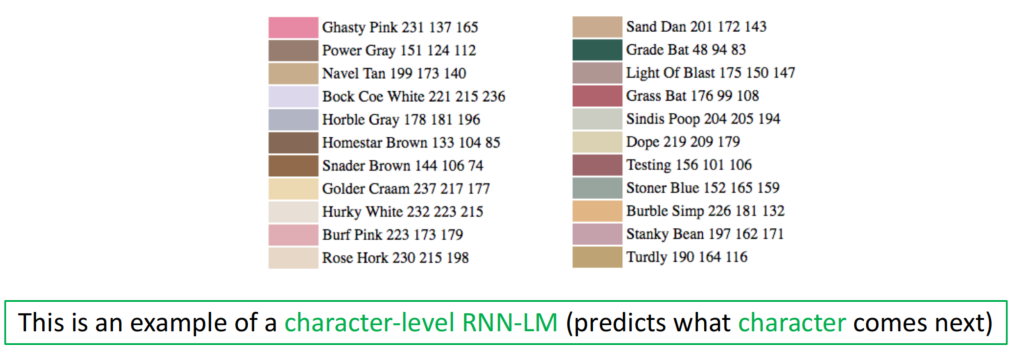 Ghasty Pink 231 137 165
Power Gray 151 124 112
Navel Tan 199 173 140
Bock Coe White 221 215 236
Horble Gray 178 181 196
Homestar Brown 133 104 85
Snader Brown 144 106 74
Golder Craam 237 217 177
Hurky White 232 223 215
Burf Pink 223 173 179
Rose Hork 230 215 198
Sand Dan 201 172 143
Grade Bat 48 94 83
Light Of Blast 175 150 147
Grass Bat 176 99 108
Sindis Poop 204 205 194
Dope 219 209 179
Testing 156 101 106
Stoner Blue 152 165 159
Burble Simp 226 181 132
Stanky Bean 197 162 171
Turdly 190 164 116
This is an example of a character-level RNN-LM (predicts what character comes next)